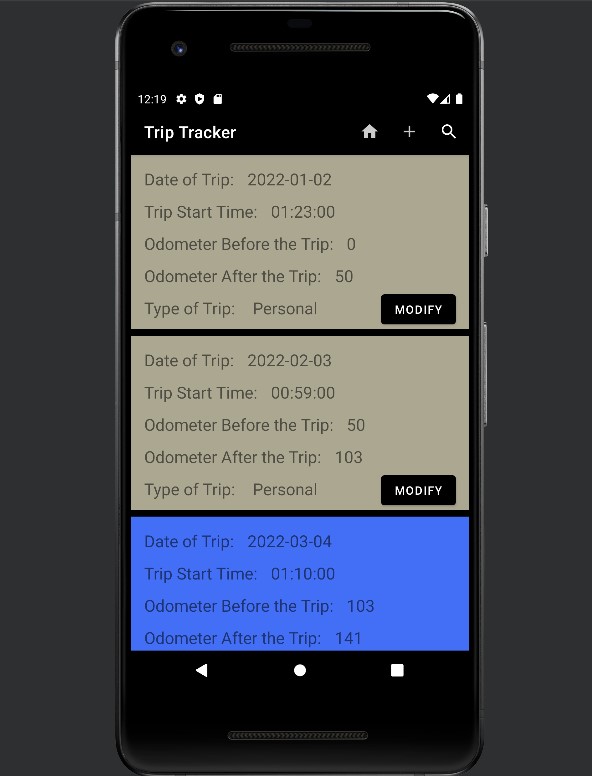 12:19
Trip Tracker
Date of Trip: 2022-01-02
Trip Start Time: 01:23:00
Odometer Before the Trip: 0
Odometer After the Trip: 50
Type of Trip: Personal MODIFY
Date of Trip: 2022-02-03
Trip Start Time: 00:59:00
Odometer Before the Trip: 50
Odometer After the Trip: 103
Type of Trip: Personal MODIFY
Date of Trip: 2022-03-04
Trip Start Time: 01:10:00
Odometer Before the Trip: 103
Odometer After the Trip: 141